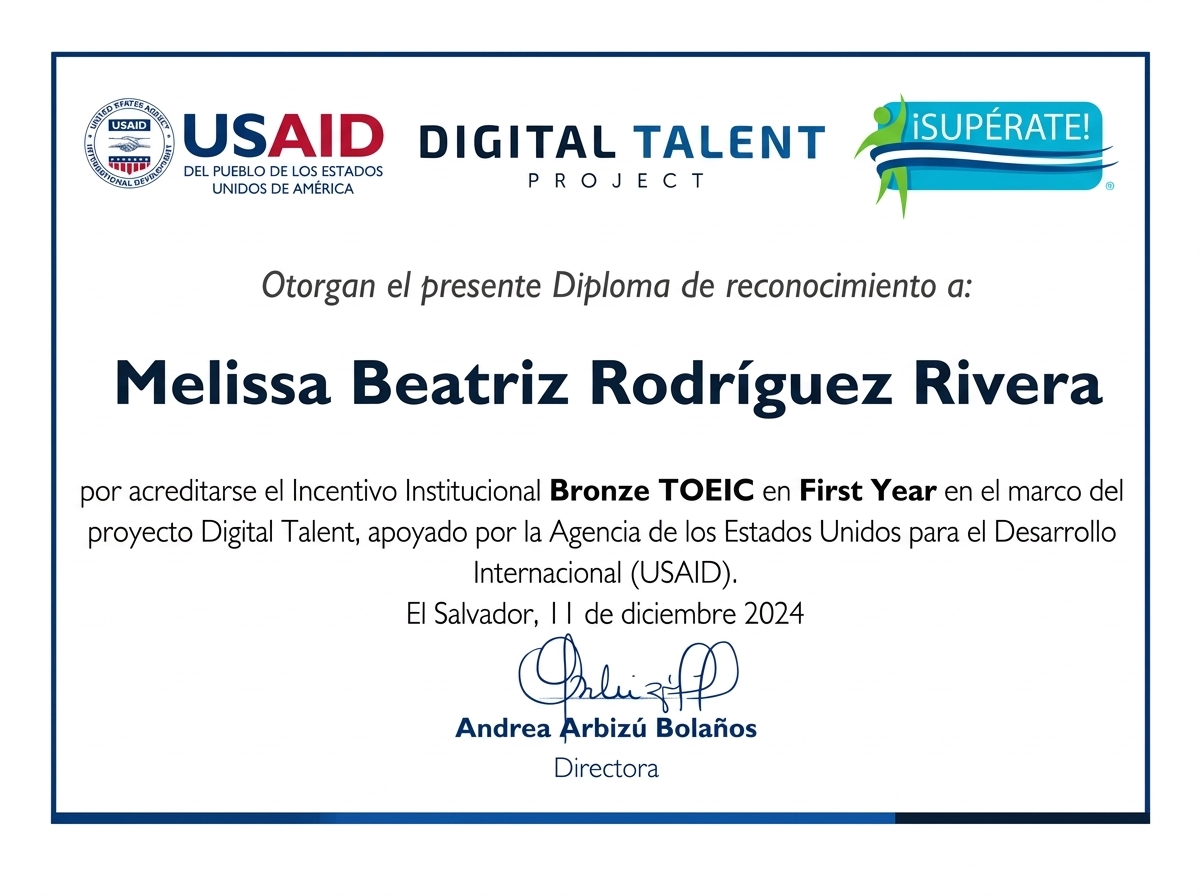 UNITED STATES AGENCY
INTERNATIONAL DEVELOPMENT
USAID
USAID
DEL PUEBLO DE LOS ESTADOS
UNIDOS DE AMÉRICA
DIGITAL TALENT
PROJECT
¡SUPÉRATE!
®
Otorgan el presente Diploma de reconocimiento a:
Melissa Beatriz Rodríguez Rivera
por acreditarse el Incentivo Institucional Bronze TOEIC en First Year en el marco del
proyecto Digital Talent, apoyado por la Agencia de los Estados Unidos para el Desarrollo
Internacional (USAID).
El Salvador, 11 de diciembre 2024
Andrea Arbizú Bolaños
Directora